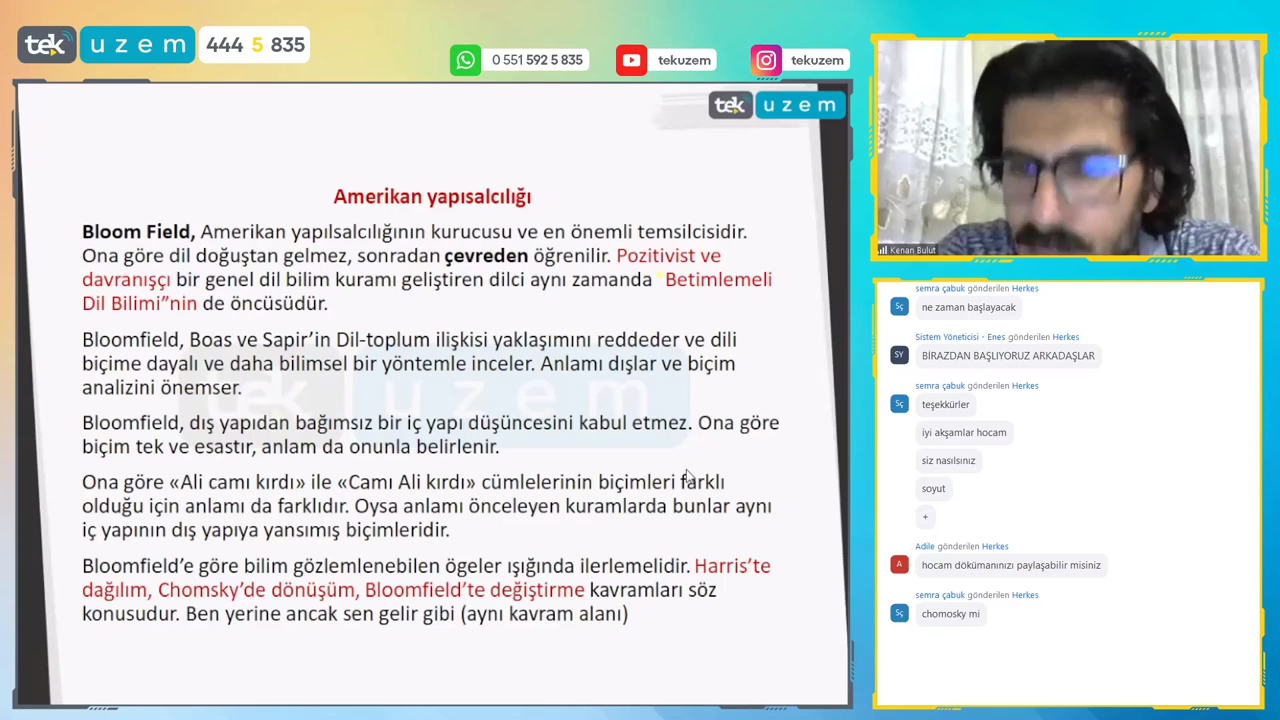 tek uzem 444 5 835
0 551 592 5 835
tekuzem
tekuzem
tek uzem
Amerikan yapısalcılığı
Bloom Field, Amerikan yapılsalcılığının kurucusu ve en önemli temsilcisidir.
Ona göre dil doğuştan gelmez, sonradan çevreden öğrenilir. Pozitivist ve
davranışçı bir genel dil bilim kuramı geliştiren dilci aynı zamanda "Betimlemeli
Dil Bilimi"nin de öncüsüdür.
Bloomfield, Boas ve Sapir'in Dil-toplum ilişkisi yaklaşımını reddeder ve dili
biçime dayalı ve daha bilimsel bir yöntemle inceler. Anlamı dışlar ve biçim
analizini önemser.
Bloomfield, dış yapıdan bağımsız bir iç yapı düşüncesini kabul etmez. Ona göre
biçim tek ve esastır, anlam da onunla belirlenir.
Ona göre «Ali camı kırdı» ile «Camı Ali kırdı» cümlelerinin biçimleri farklı
olduğu için anlamı da farklıdır. Oysa anlamı önceleyen kuramlarda bunlar aynı
iç yapının dış yapıya yansımış biçimleridir.
Bloomfield'e göre bilim gözlemlenebilen ögeler ışığında ilerlemelidir. Harris'te
dağılım, Chomsky'de dönüşüm, Bloomfield'te değiştirme kavramları söz
konusudur. Ben yerine ancak sen gelir gibi (aynı kavram alanı)
tek uzem
Kenan Bulut
semra çabuk gönderilen Herkes
Sç ne zaman başlayacak
Sistem Yöneticisi - Enes gönderilen Herkes
SY BİRAZDAN BAŞLIYORUZ ARKADAŞLAR
semra çabuk gönderilen Herkes
Sç teşekkürler
iyi akşamlar hocam
siz nasılsınız
soyut
+
Adile gönderilen Herkes
A hocam dökümanınızı paylaşabilir misiniz
semra çabuk gönderilen Herkes
Sç chomosky mi